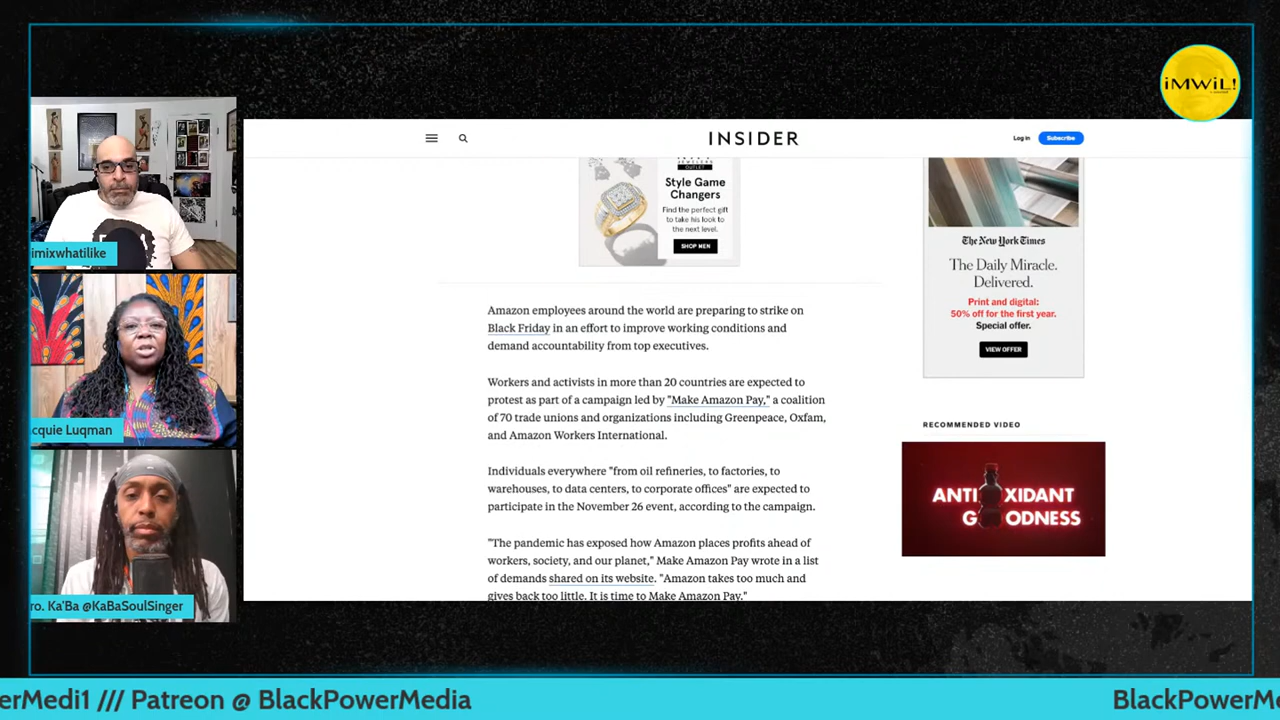 iMWiL!
INSIDER
Log in
Subscribe
JEWELERS
OUTLET
Style Game
Changers
Find the perfect gift
to take his look to
the next level.
SHOP MEN
Amazon employees around the world are preparing to strike on
Black Friday in an effort to improve working conditions and
demand accountability from top executives.
Workers and activists in more than 20 countries are expected to
protest as part of a campaign led by "Make Amazon Pay," a coalition
of 70 trade unions and organizations including Greenpeace, Oxfam,
and Amazon Workers International.
Individuals everywhere "from oil refineries, to factories, to
warehouses, to data centers, to corporate offices" are expected to
participate in the November 26 event, according to the campaign.
"The pandemic has exposed how Amazon places profits ahead of
workers, society, and our planet," Make Amazon Pay wrote in a list
of demands shared on its website. "Amazon takes too much and
gives back too little. It is time to Make Amazon Pay."
The New York Times
The Daily Miracle.
Delivered.
Print and digital:
50% off for the first year.
Special offer.
VIEW OFFER
RECOMMENDED VIDEO
ANTI XIDANT
G ODNESS
imixwhatilike
cquie Luqman
ro. Ka'Ba @KaBaSoulSinger
erMedi1 /// Patreon @ BlackPowerMedia
BlackPowerMe